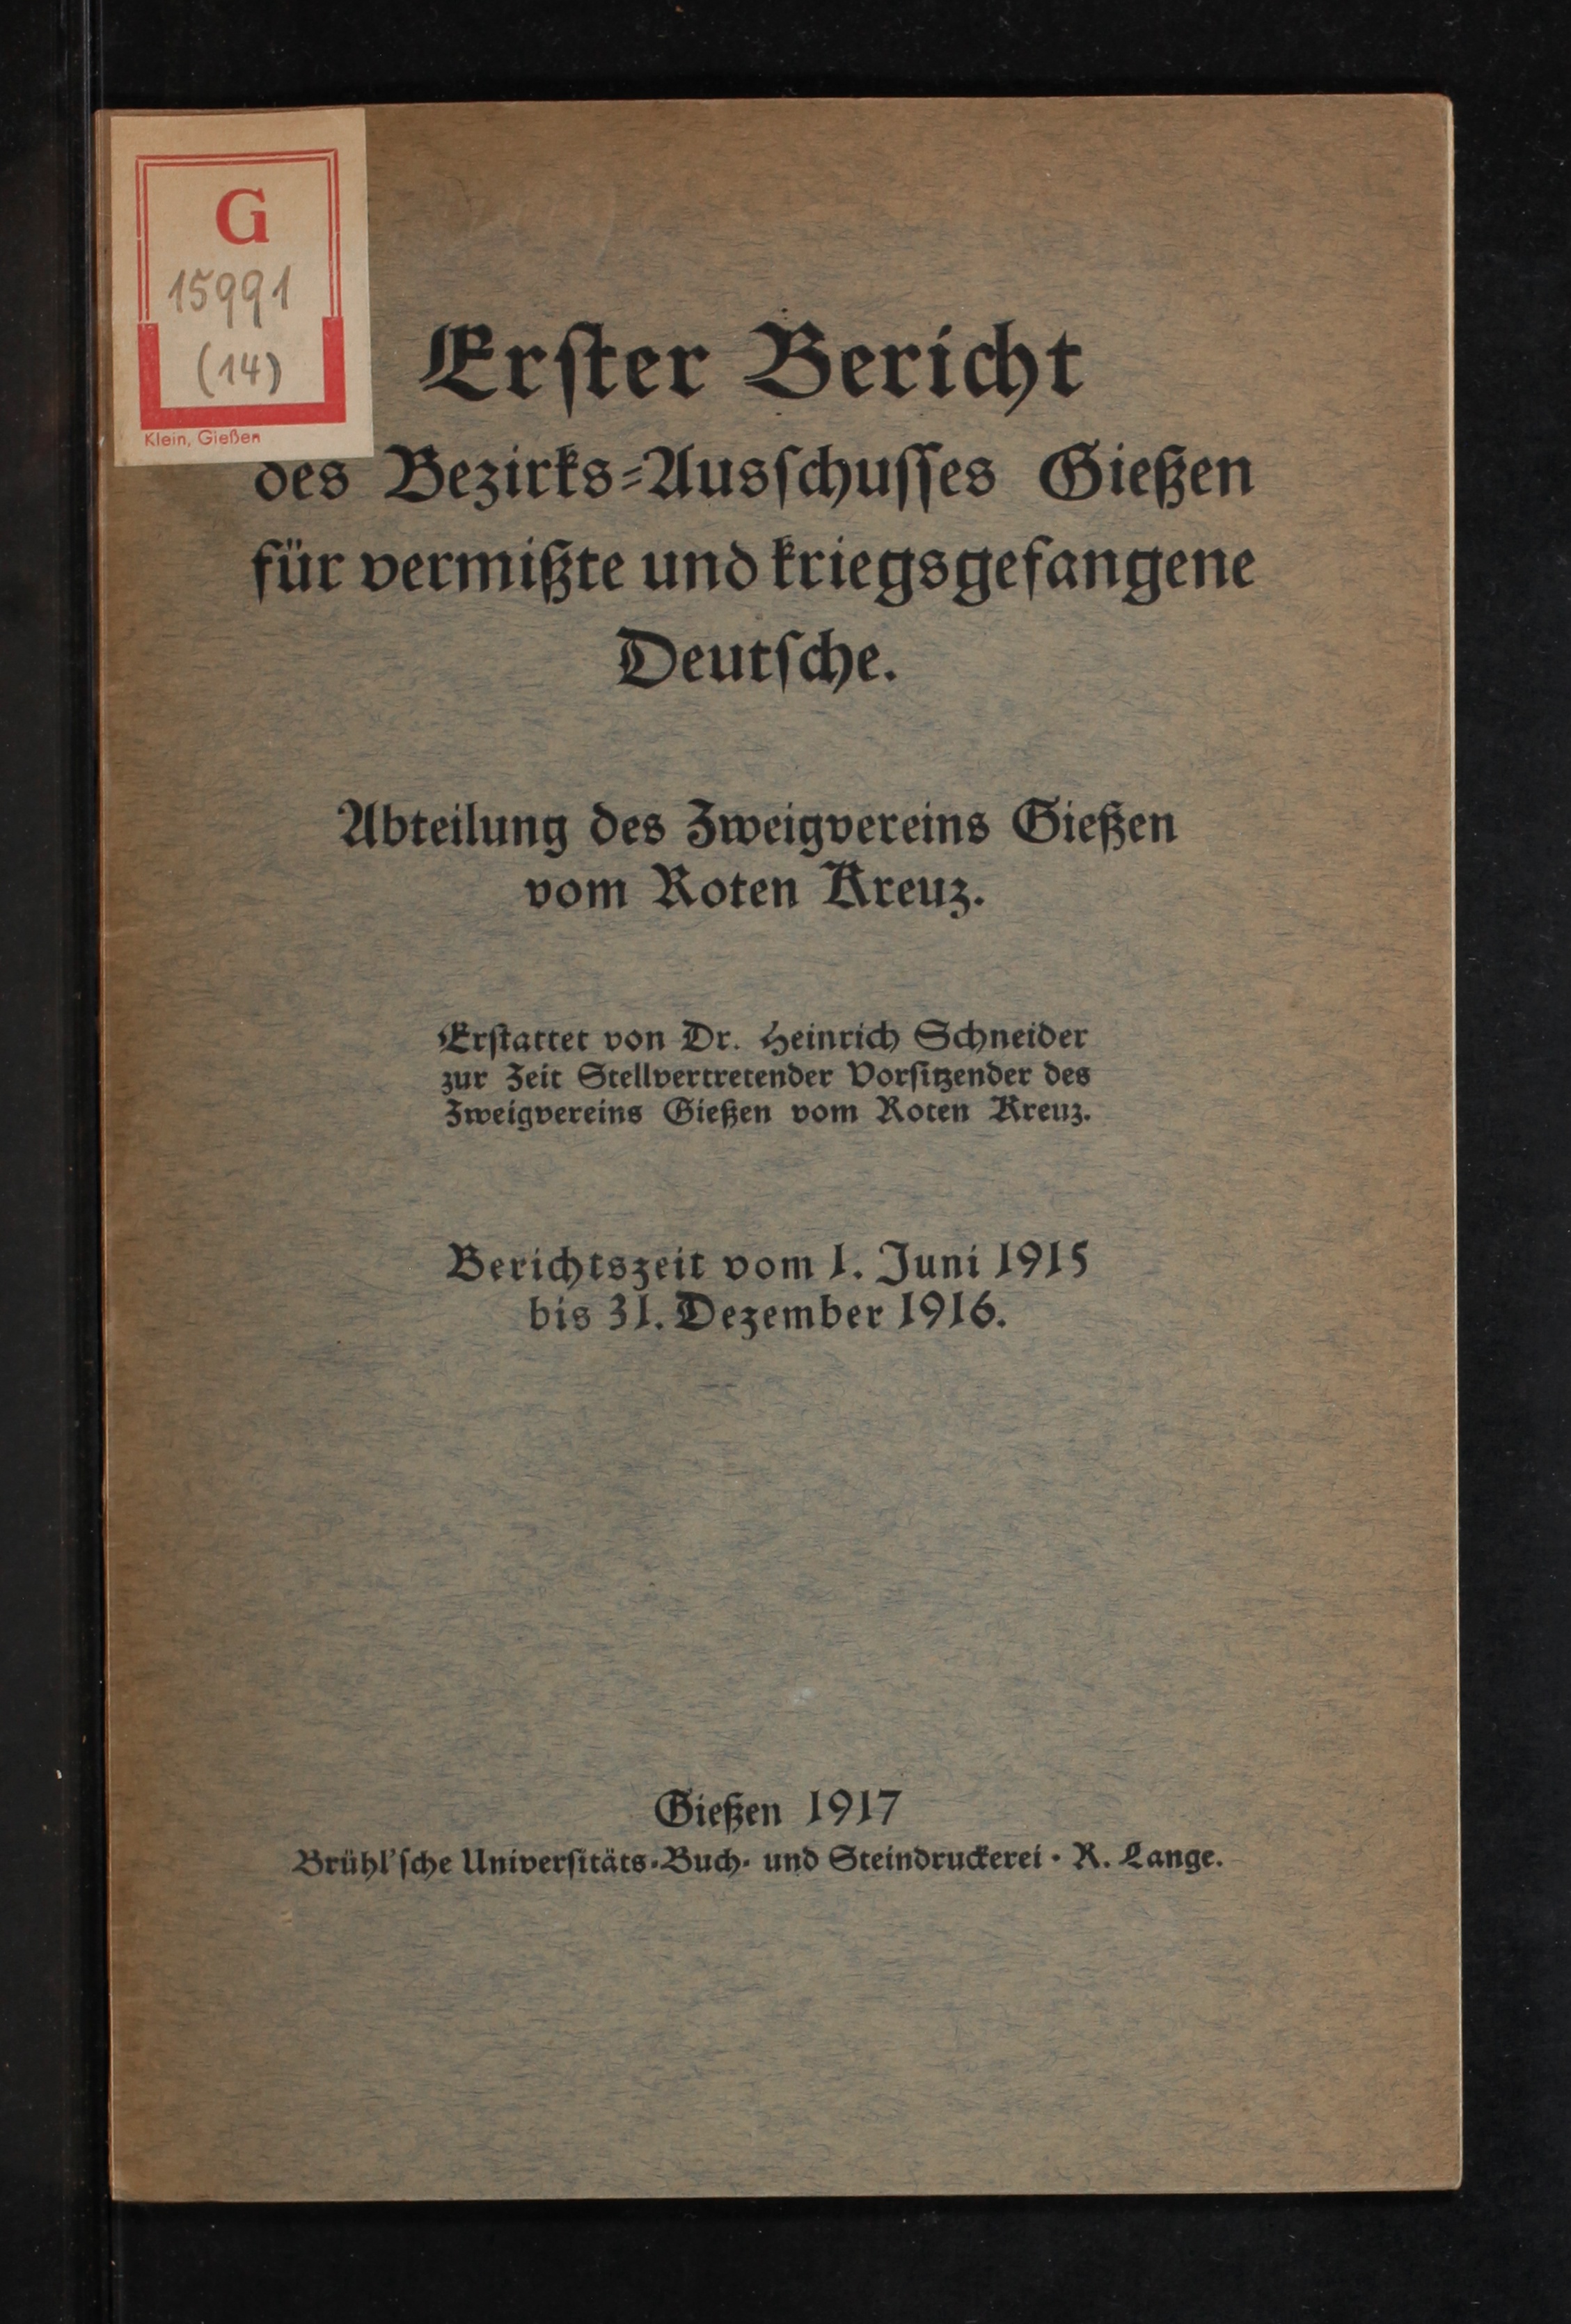 G
15991
(14)
Klein, Gießen
Erster Bericht
des Bezirks-Ausschusses Gießen
für vermißte und kriegsgefangene
Deutsche.
Abteilung des Zweigvereins Gießen
vom Roten Kreuz.
Erstattet von Dr. Heinrich Schneider
zur Zeit Stellvertretender Vorsitzender des
Zweigvereins Gießen vom Roten Kreuz.
Berichtszeit vom 1. Juni 1915
bis 31. Dezember 1916.
Gießen 1917
Brühl'sche Universitäts-Buch- und Steindruckerei · R. Lange.